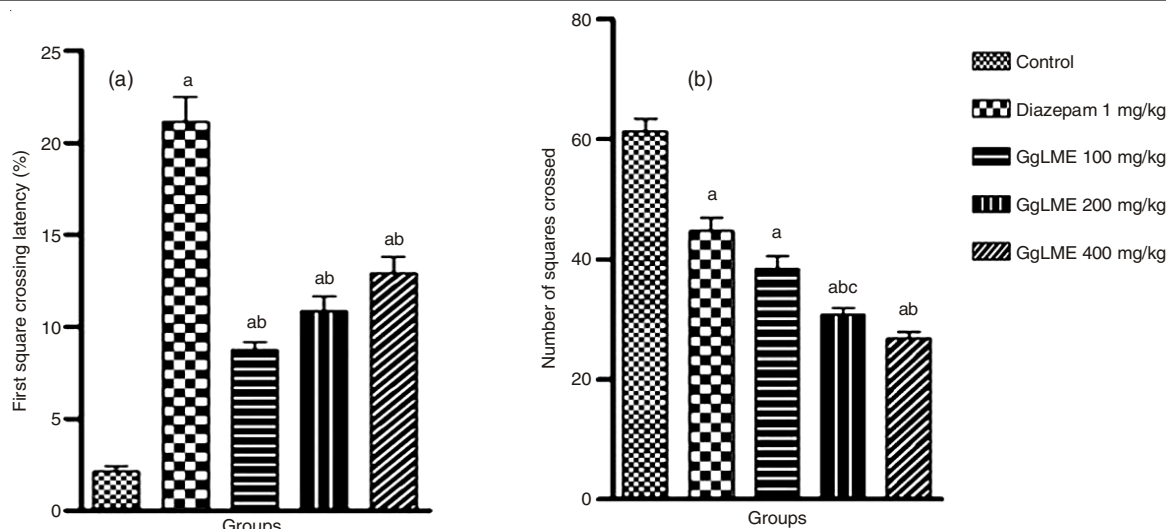 (a)
First square crossing latency (%)
25
20
15
10
5
0
a
ab
ab
ab
Groups
(b)
Number of squares crossed
80
60
40
20
0
a
a
abc
ab
Groups
Control
Diazepam 1 mg/kg
GgLME 100 mg/kg
GgLME 200 mg/kg
GgLME 400 mg/kg